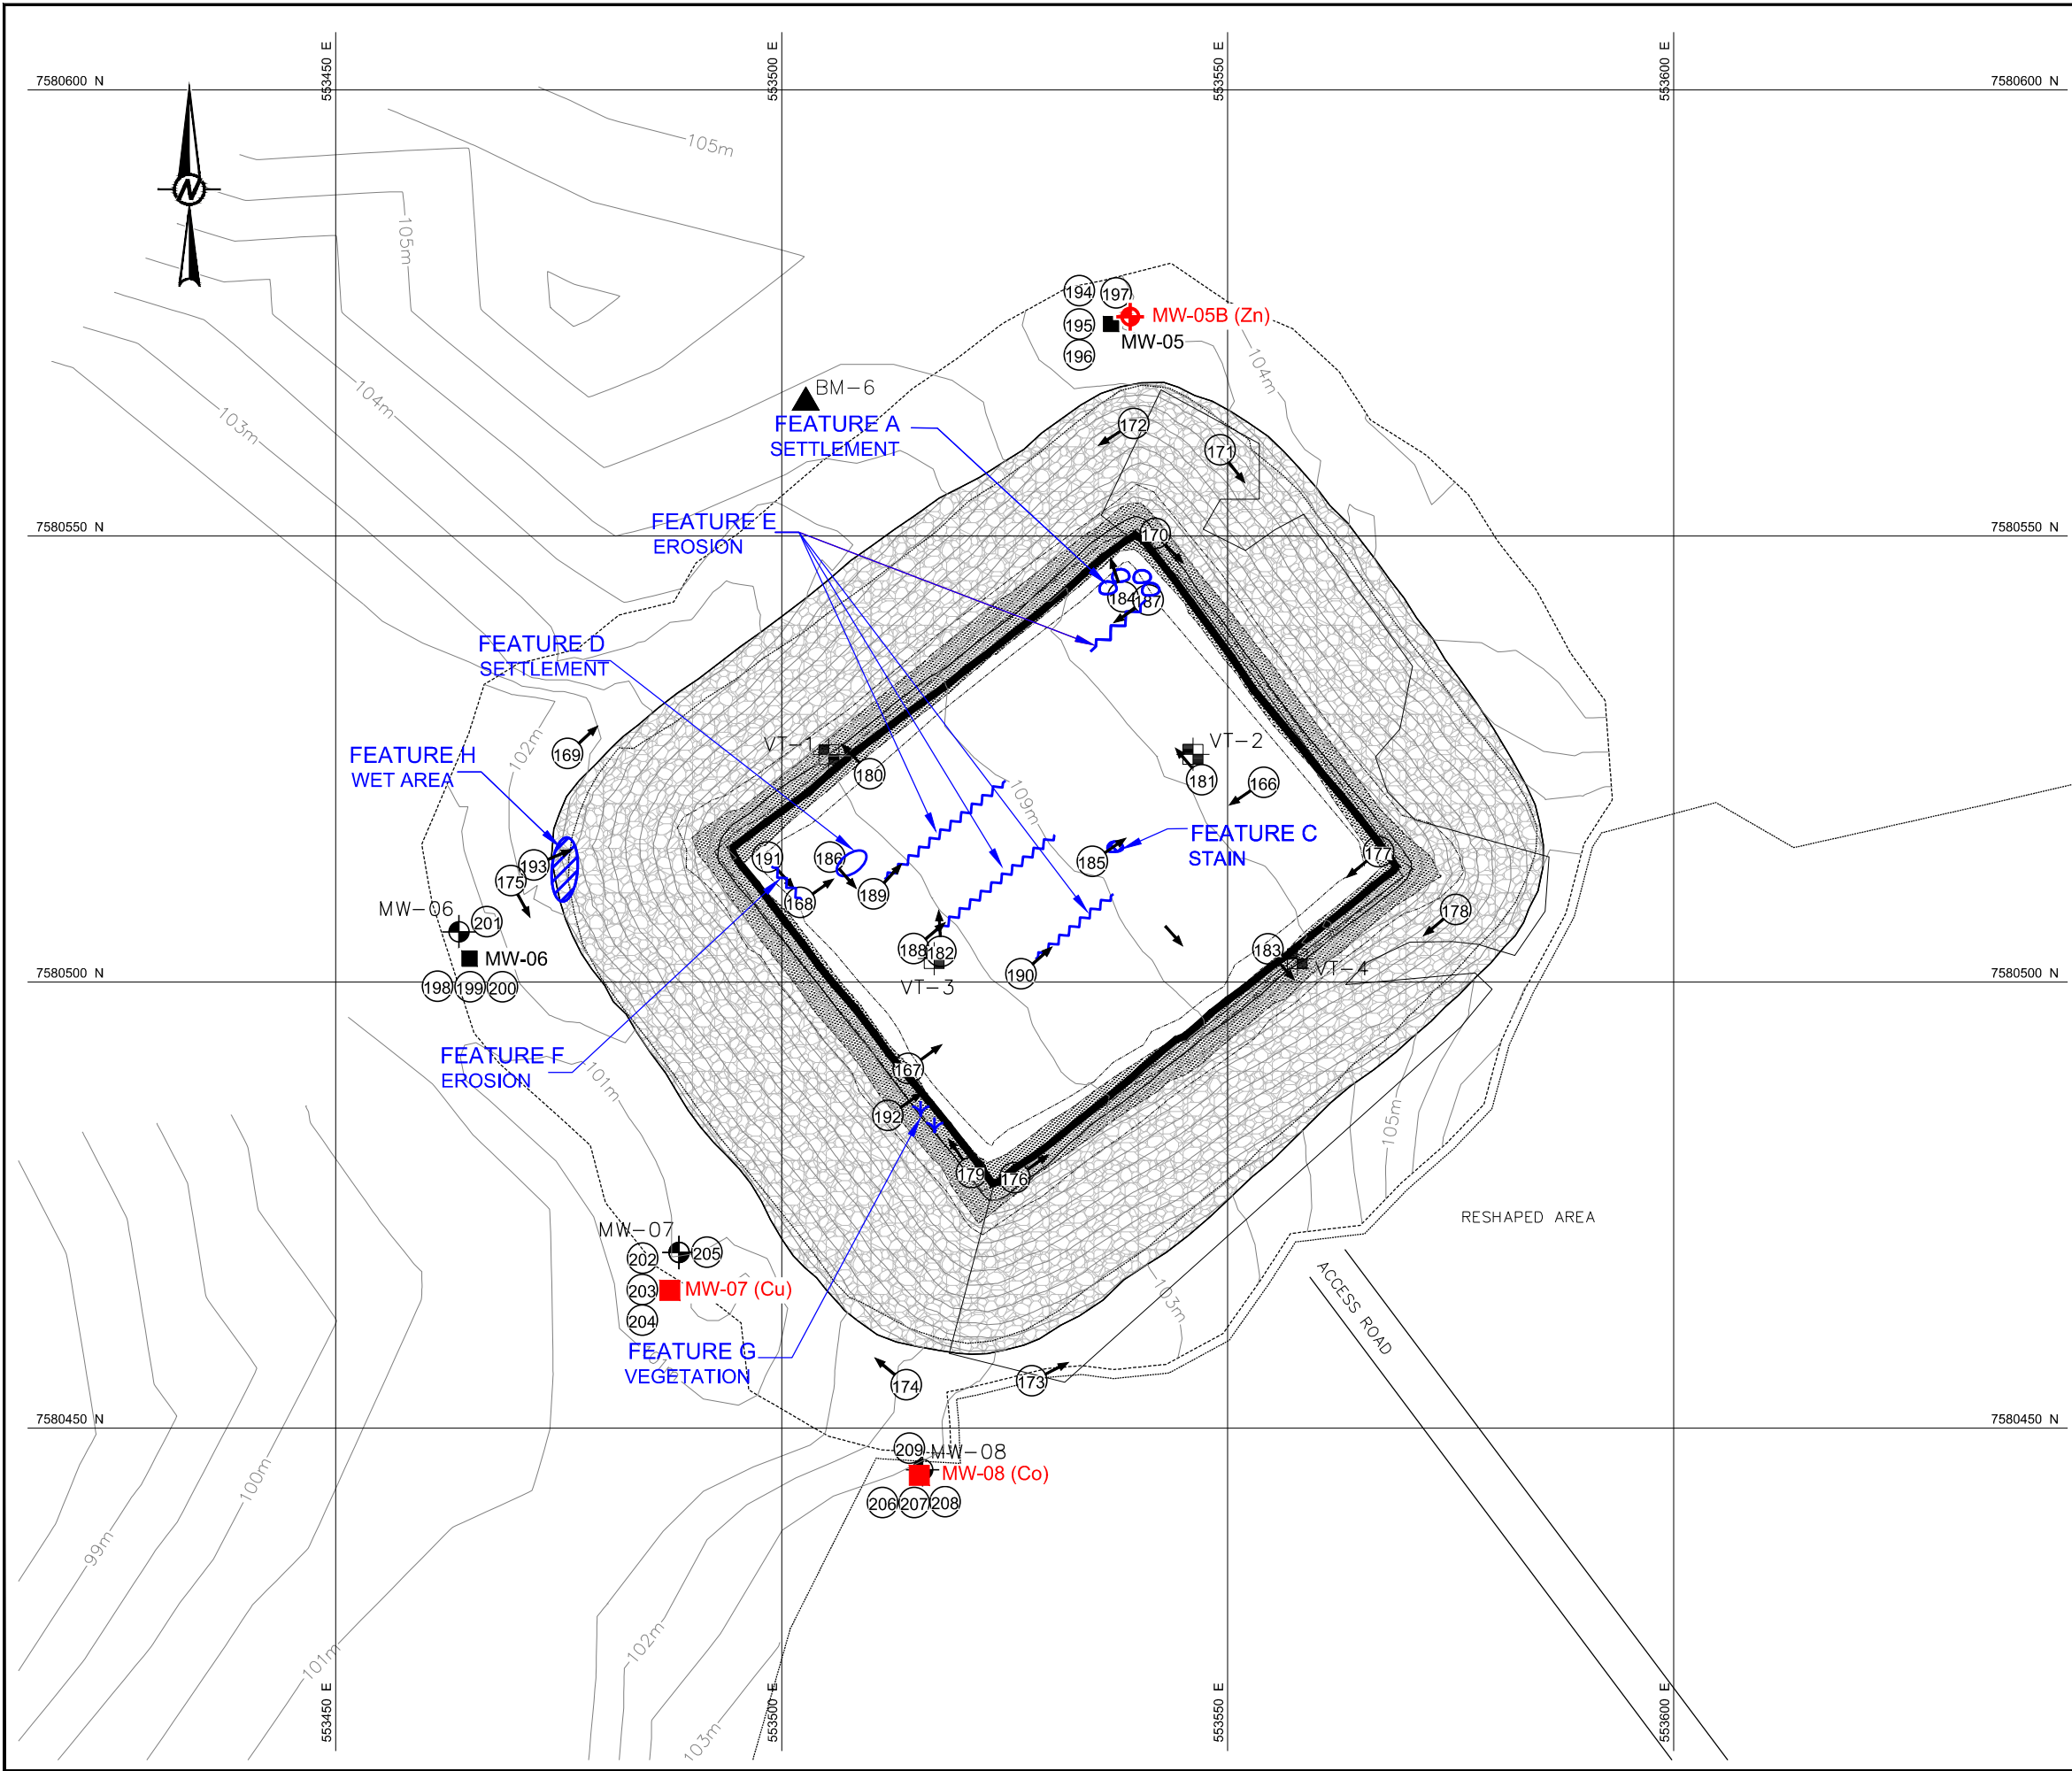 553450 E
553500 E
553550 E
553600 E
7580600 N
7580600 N
N
105m
105m
104m
103m
194
197
195
196
MW-05B (Zn)
MW-05
104m
BM-6
FEATURE A
SETTLEMENT
172
171
FEATURE E
EROSION
7580550 N
7580550 N
170
184
187
FEATURE D
SETTLEMENT
102m
169
FEATURE H
WET AREA
VT-1
180
VT-2
181
166
109m
FEATURE C
STAIN
185
177
191
186
193
175
189
168
178
MW-06
201
MW-06
188
182
183
VT-4
190
VT-3
198
199
200
7580500 N
7580500 N
FEATURE F
EROSION
101m
167
192
105m
179
176
RESHAPED AREA
MW-07
202
205
203
MW-07 (Cu)
204
103m
ACCESS ROAD
FEATURE G
VEGETATION
101m
174
173
7580450 N
7580450 N
209
MW-08
MW-08 (Co)
206
207
208
100m
99m
101m
102m
103m
553450 E
553500 E
553550 E
553600 E